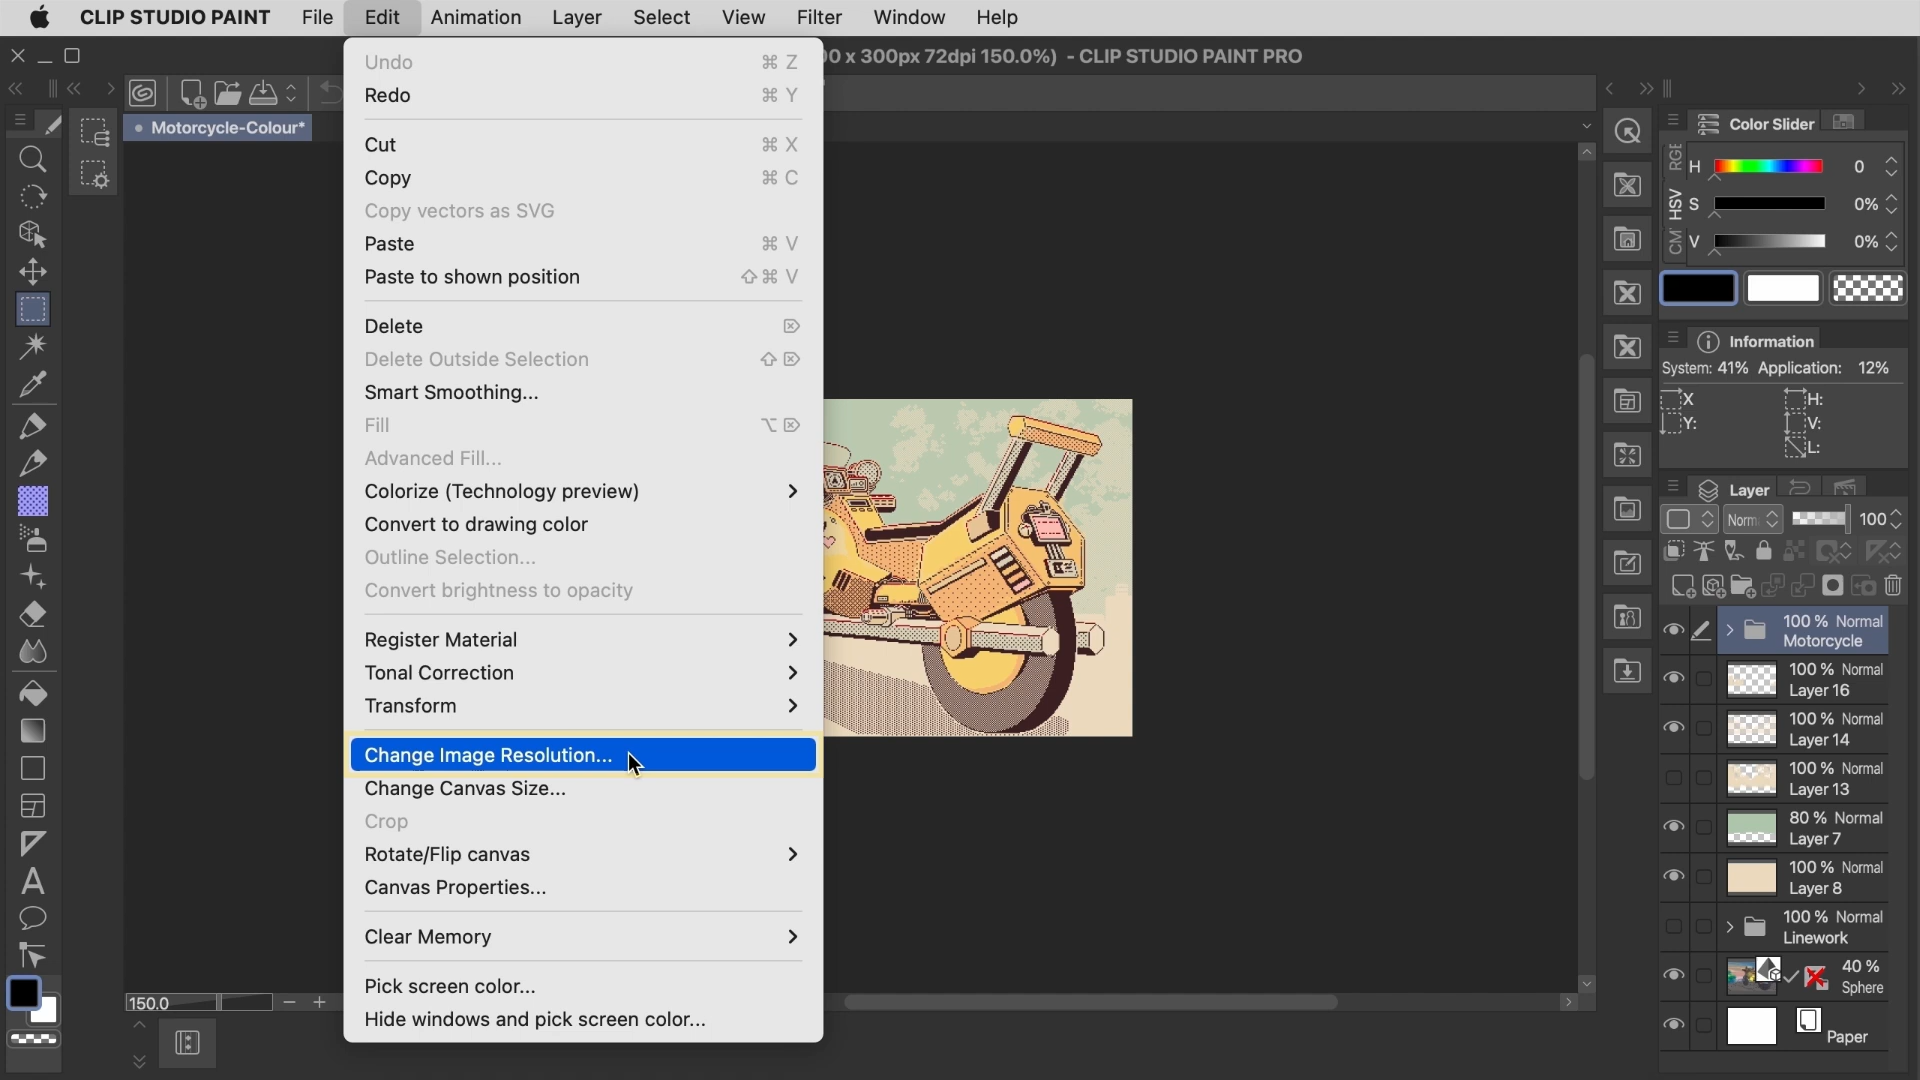 CLIP STUDIO PAINT File Edit Animation Layer Select View Filter Window Help
00 x 300px 72dpi 150.0%) - CLIP STUDIO PAINT PRO
Motorcycle-Colour*
Undo ⌘ Z
Redo ⌘ Y
Cut ⌘ X
Copy ⌘ C
Copy vectors as SVG
Paste ⌘ V
Paste to shown position ⇧⌘ V
Delete ⌦
Delete Outside Selection ⇧⌦
Smart Smoothing...
Fill ⌥⌦
Advanced Fill...
Colorize (Technology preview)
Convert to drawing color
Outline Selection...
Convert brightness to opacity
Register Material
Tonal Correction
Transform
Change Image Resolution...
Change Canvas Size...
Crop
Rotate/Flip canvas
Canvas Properties...
Clear Memory
Pick screen color...
Hide windows and pick screen color...
150.0
Color Slider
RGB
HSV
CM
H 0
S 0%
V 0%
Information
System: 41% Application: 12%
X H:
Y: V:
L:
Layer
Norm 100
100 % Normal
Motorcycle
100 % Normal
Layer 16
100 % Normal
Layer 14
100 % Normal
Layer 13
80 % Normal
Layer 7
100 % Normal
Layer 8
100 % Normal
Linework
40 %
Sphere
Paper